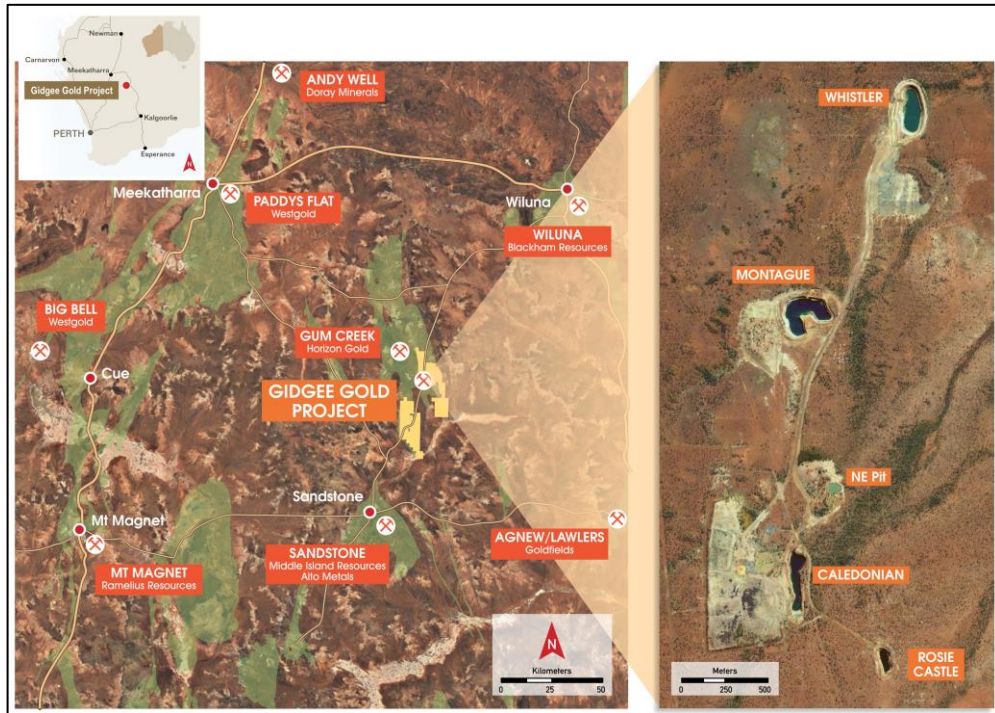 Newman
Carnarvon
Meekatharra
Gidgee Gold Project
Kalgoorlie
PERTH
Esperance
N
ANDY WELL
Doray Minerals
Meekatharra
PADDYS FLAT
Westgold
Wiluna
WILUNA
Blackham Resources
BIG BELL
Westgold
GUM CREEK
Horizon Gold
Cue
GIDGEE GOLD
PROJECT
Sandstone
Mt Magnet
SANDSTONE
Middle Island Resources
Alto Metals
AGNEW/LAWLERS
Goldfields
MT MAGNET
Ramelius Resources
N
Kilometers
0 25 50
WHISTLER
MONTAGUE
NE Pit
CALEDONIAN
ROSIE
CASTLE
Meters
0 250 500